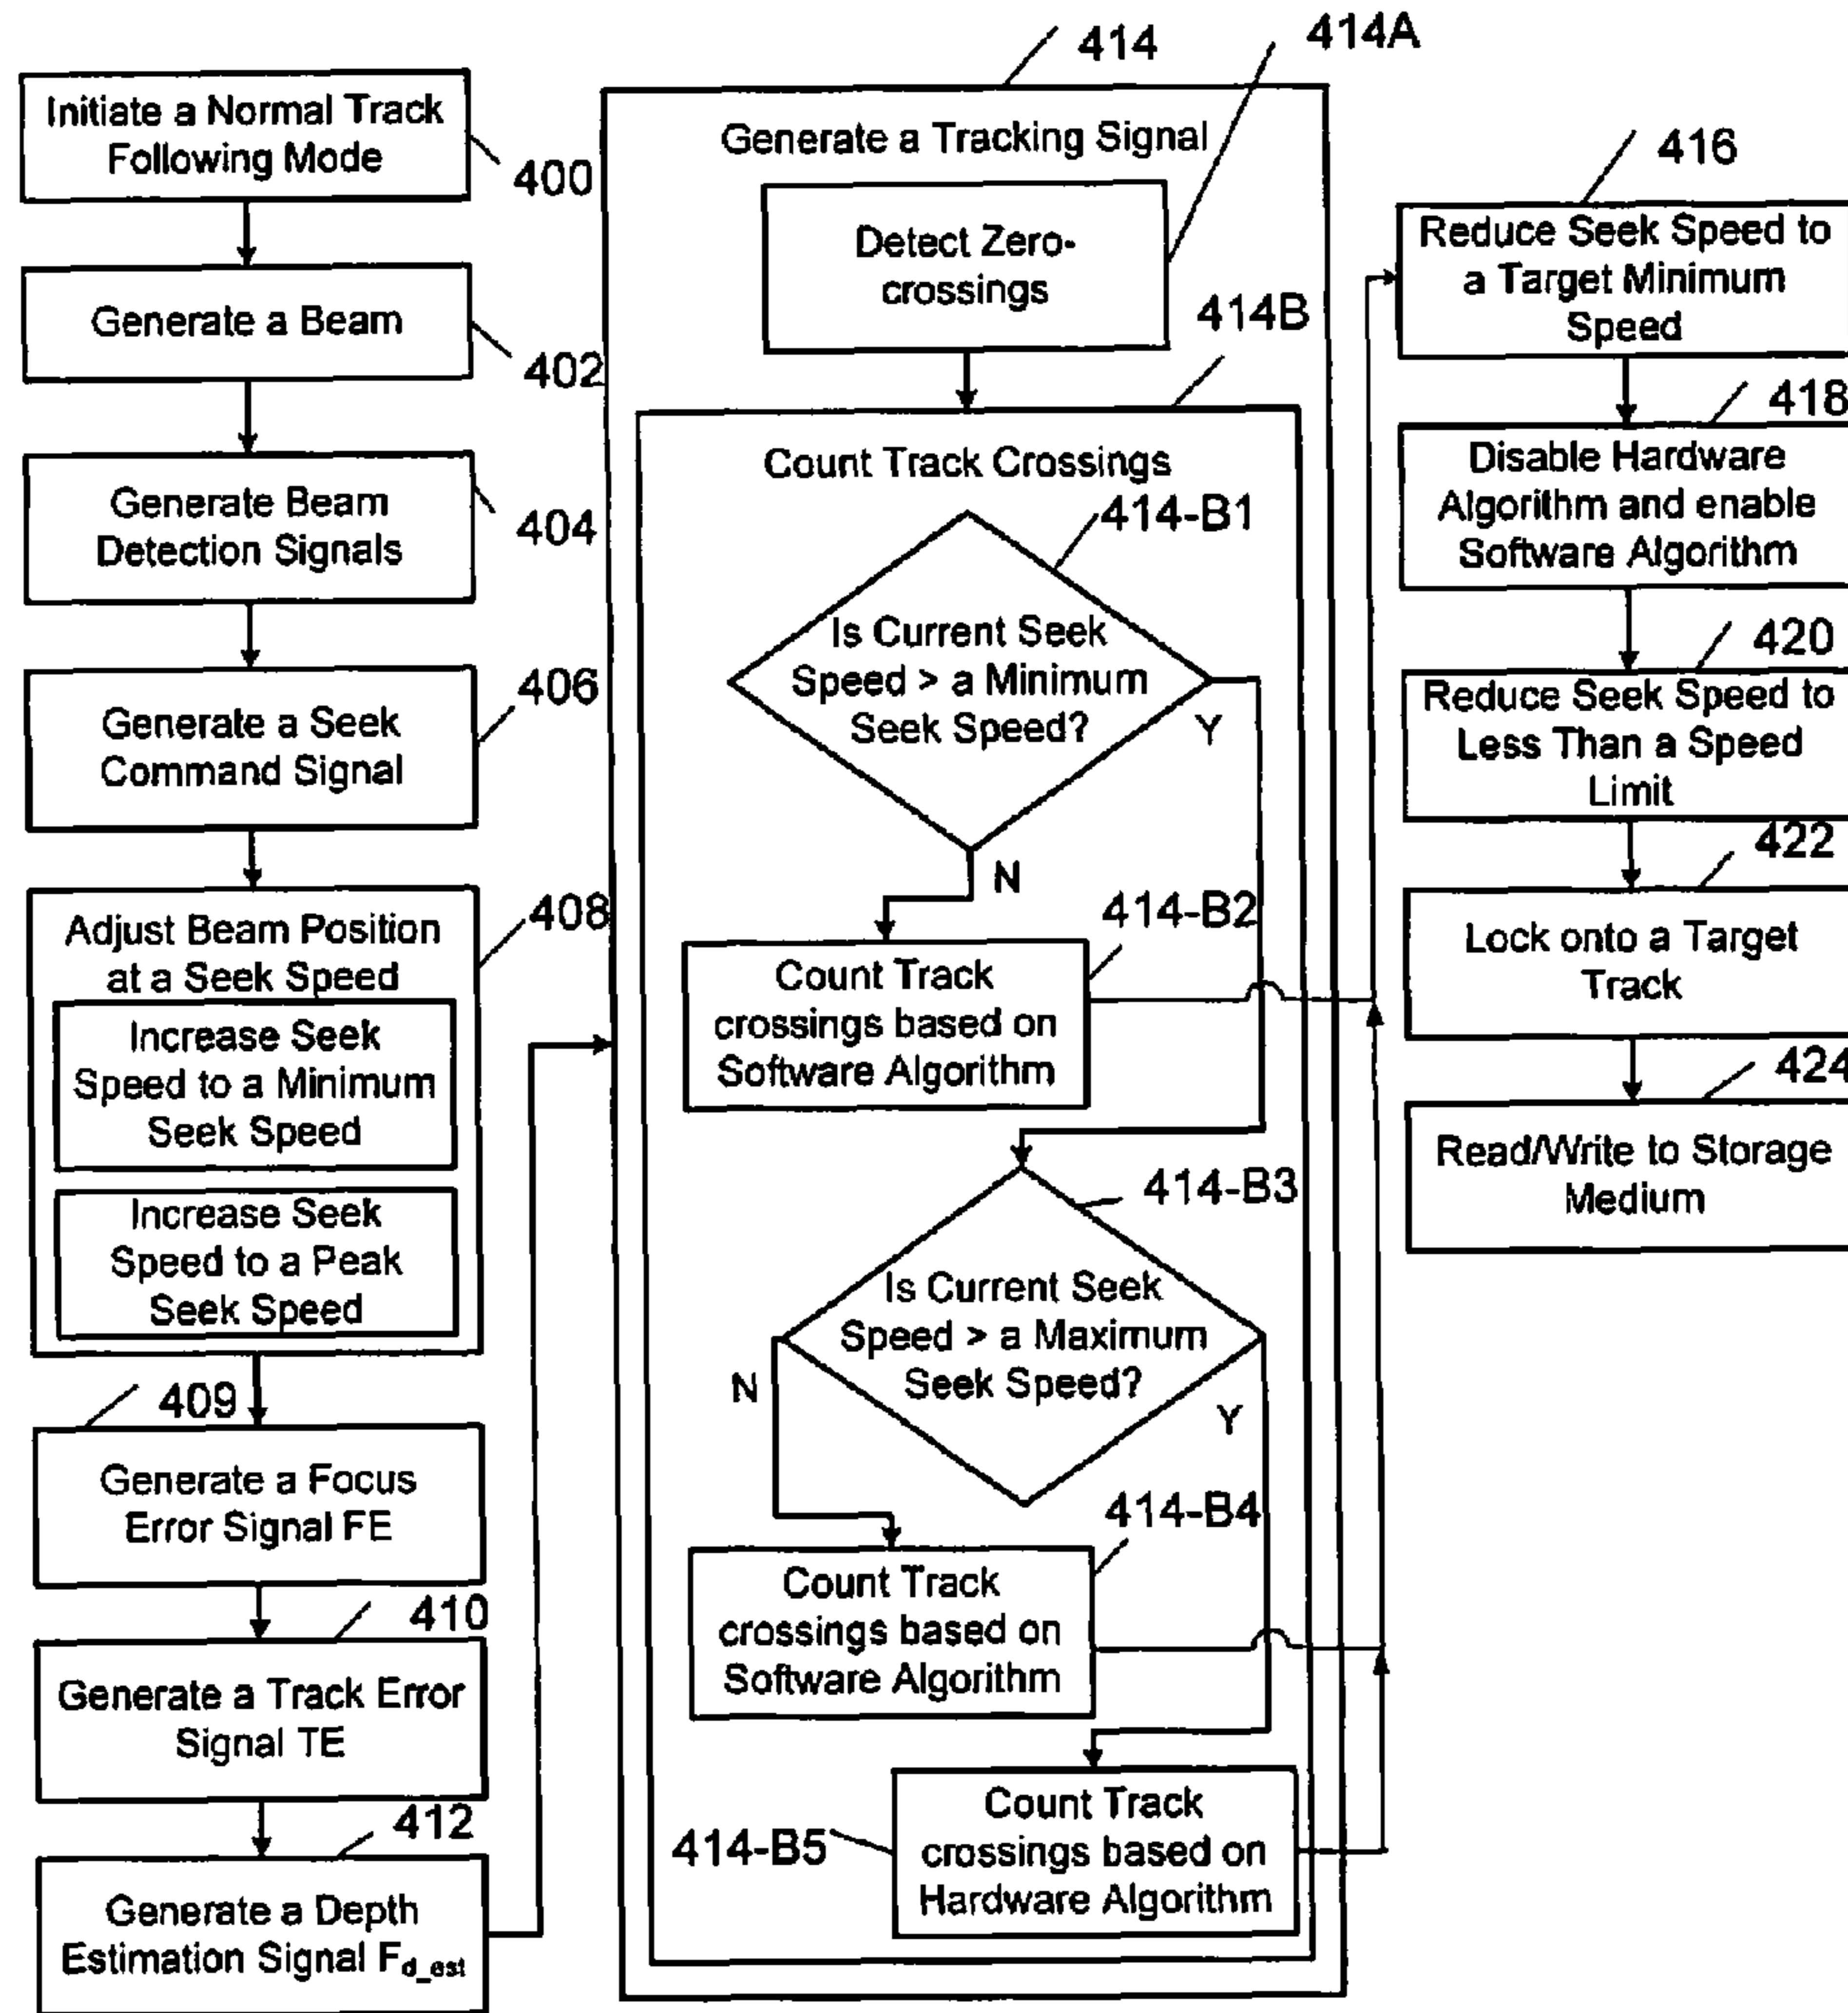 Initiate a Normal Track
Following Mode
400
Generate a Beam
402
Generate Beam
Detection Signals
404
Generate a Seek
Command Signal
406
Adjust Beam Position
at a Seek Speed
408
Increase Seek
Speed to a Minimum
Seek Speed
Increase Seek
Speed to a Peak
Seek Speed
409
Generate a Focus
Error Signal FE
410
Generate a Track Error
Signal TE
412
Generate a Depth
Estimation Signal Fd_est
414
414A
Generate a Tracking Signal
Detect Zero-
crossings
414B
Count Track Crossings
414-B1
Is Current Seek
Speed > a Minimum
Seek Speed?
Y
N
414-B2
Count Track
crossings based on
Software Algorithm
414-B3
Is Current Seek
Speed > a Maximum
Seek Speed?
N
Y
414-B4
Count Track
crossings based on
Software Algorithm
414-B5
Count Track
crossings based on
Hardware Algorithm
416
Reduce Seek Speed to
a Target Minimum
Speed
418
Disable Hardware
Algorithm and enable
Software Algorithm
420
Reduce Seek Speed to
Less Than a Speed
Limit
422
Lock onto a Target
Track
424
Read/Write to Storage
Medium